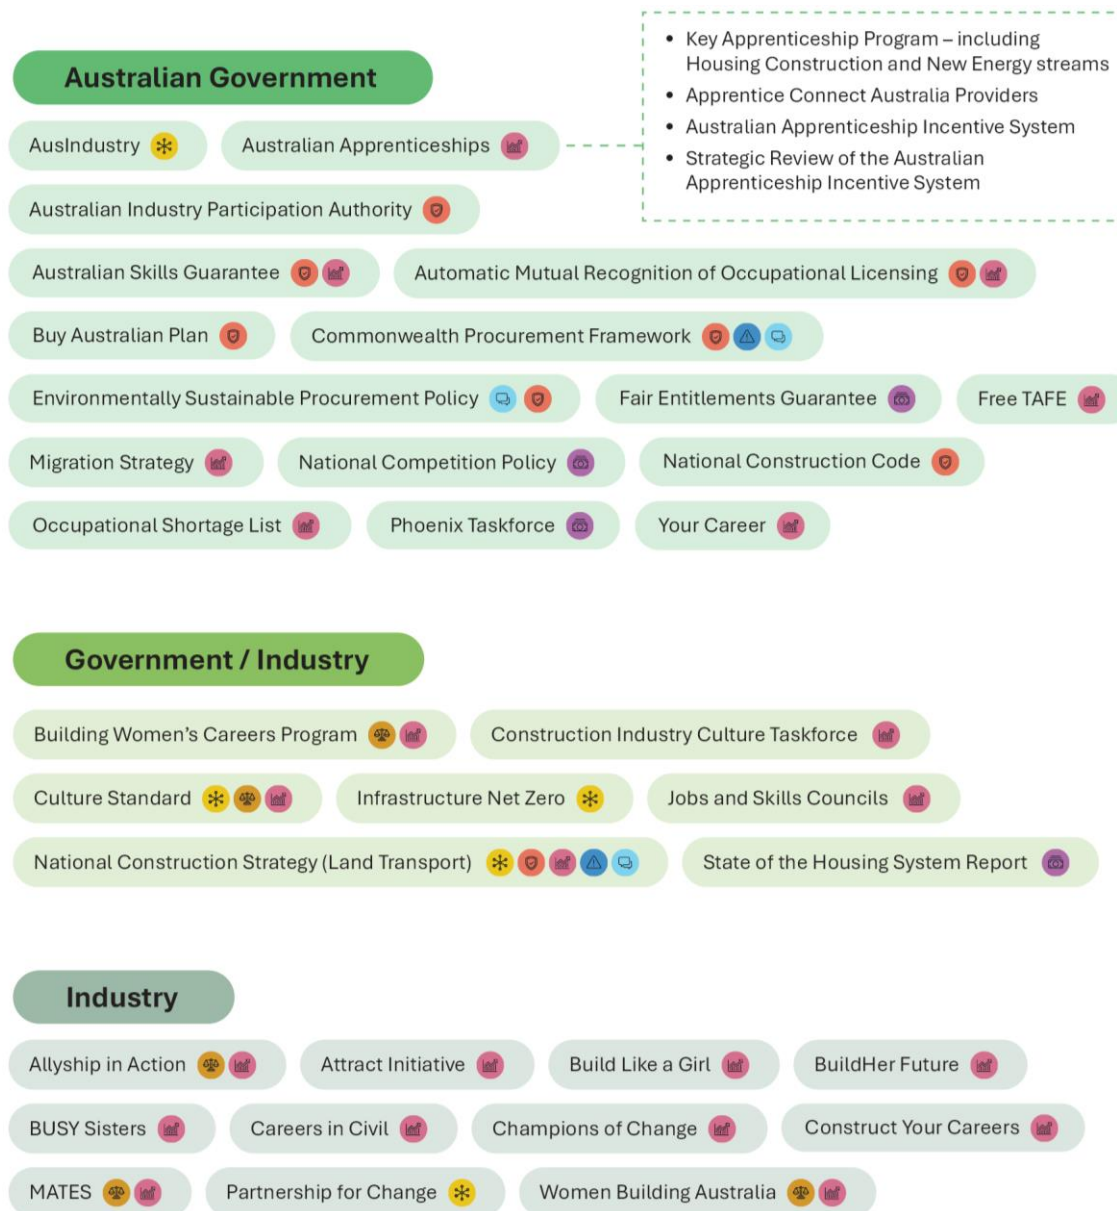 • Key Apprenticeship Program – including
Housing Construction and New Energy streams
• Apprentice Connect Australia Providers
• Australian Apprenticeship Incentive System
• Strategic Review of the Australian
Apprenticeship Incentive System
Australian Government
AusIndustry
Australian Apprenticeships
Australian Industry Participation Authority
Australian Skills Guarantee
Automatic Mutual Recognition of Occupational Licensing
Buy Australian Plan
Commonwealth Procurement Framework
Environmentally Sustainable Procurement Policy
Fair Entitlements Guarantee
Free TAFE
Migration Strategy
National Competition Policy
National Construction Code
Occupational Shortage List
Phoenix Taskforce
Your Career
Government / Industry
Building Women’s Careers Program
Construction Industry Culture Taskforce
Culture Standard
Infrastructure Net Zero
Jobs and Skills Councils
National Construction Strategy (Land Transport)
State of the Housing System Report
Industry
Allyship in Action
Attract Initiative
Build Like a Girl
BuildHer Future
BUSY Sisters
Careers in Civil
Champions of Change
Construct Your Careers
MATES
Partnership for Change
Women Building Australia